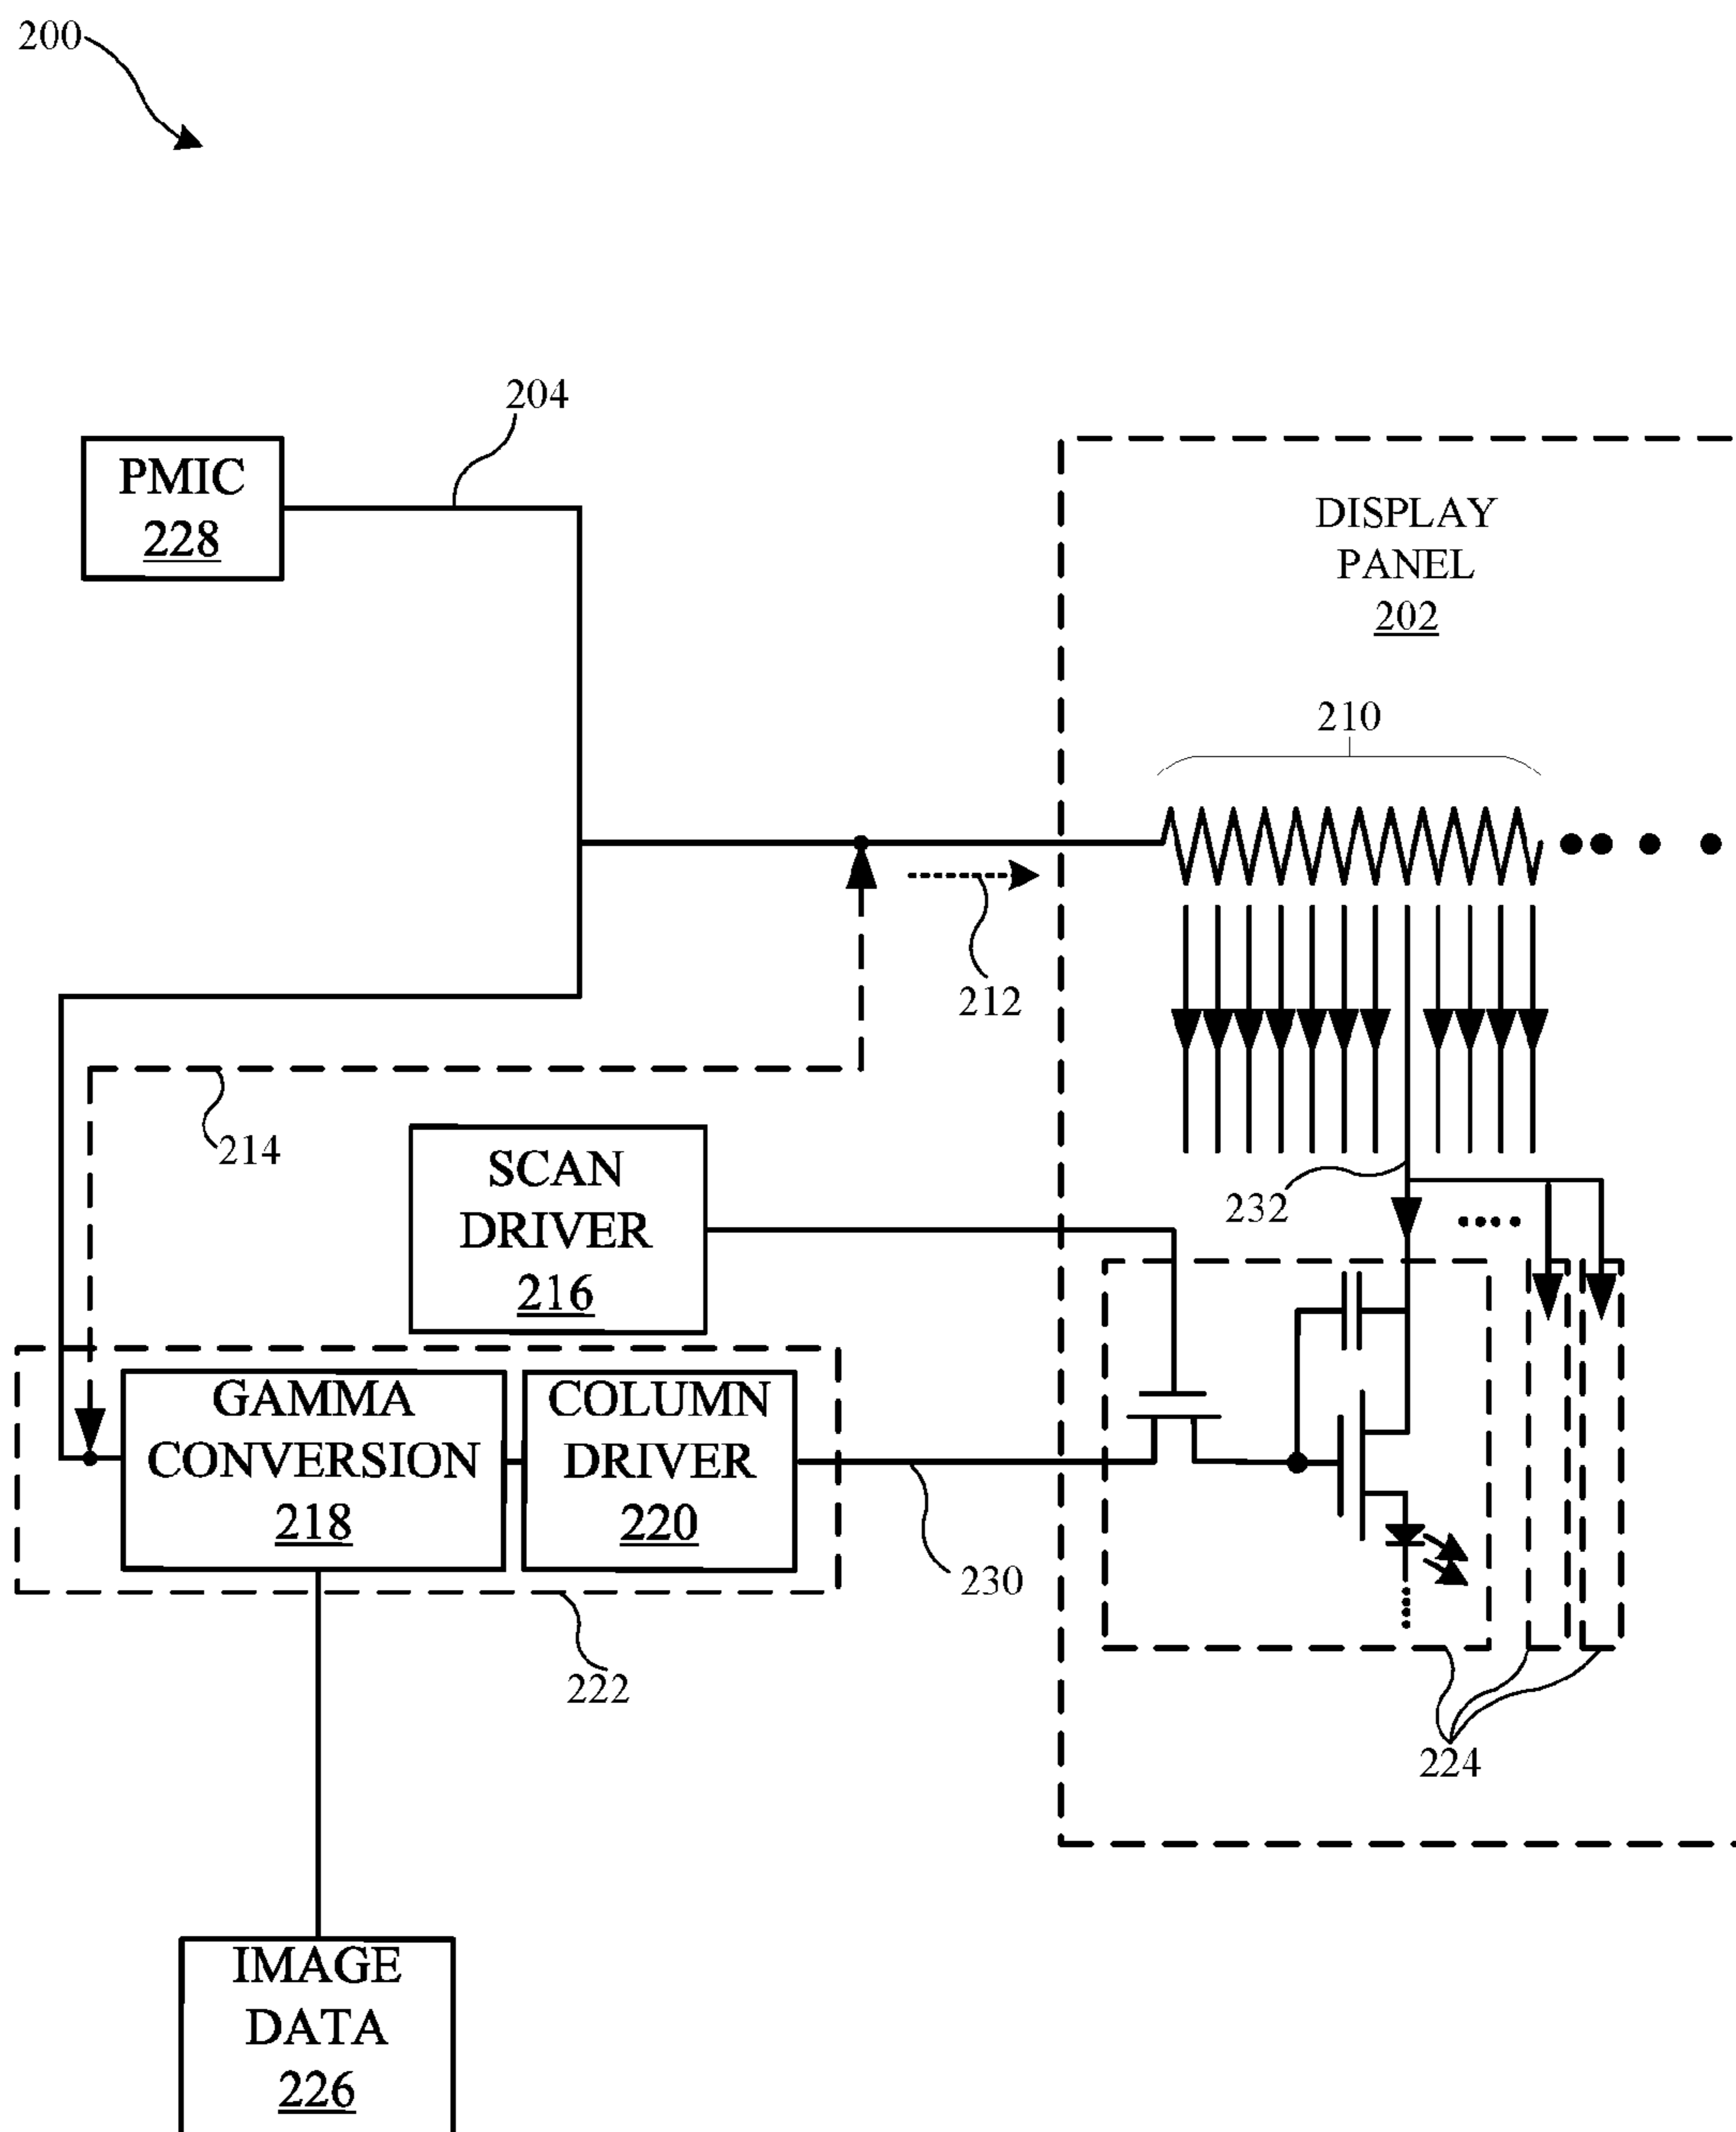 200
204
PMIC
228
DISPLAY
PANEL
202
210
212
214
SCAN
DRIVER
216
232
GAMMA
CONVERSION
218
COLUMN
DRIVER
220
230
222
224
IMAGE
DATA
226